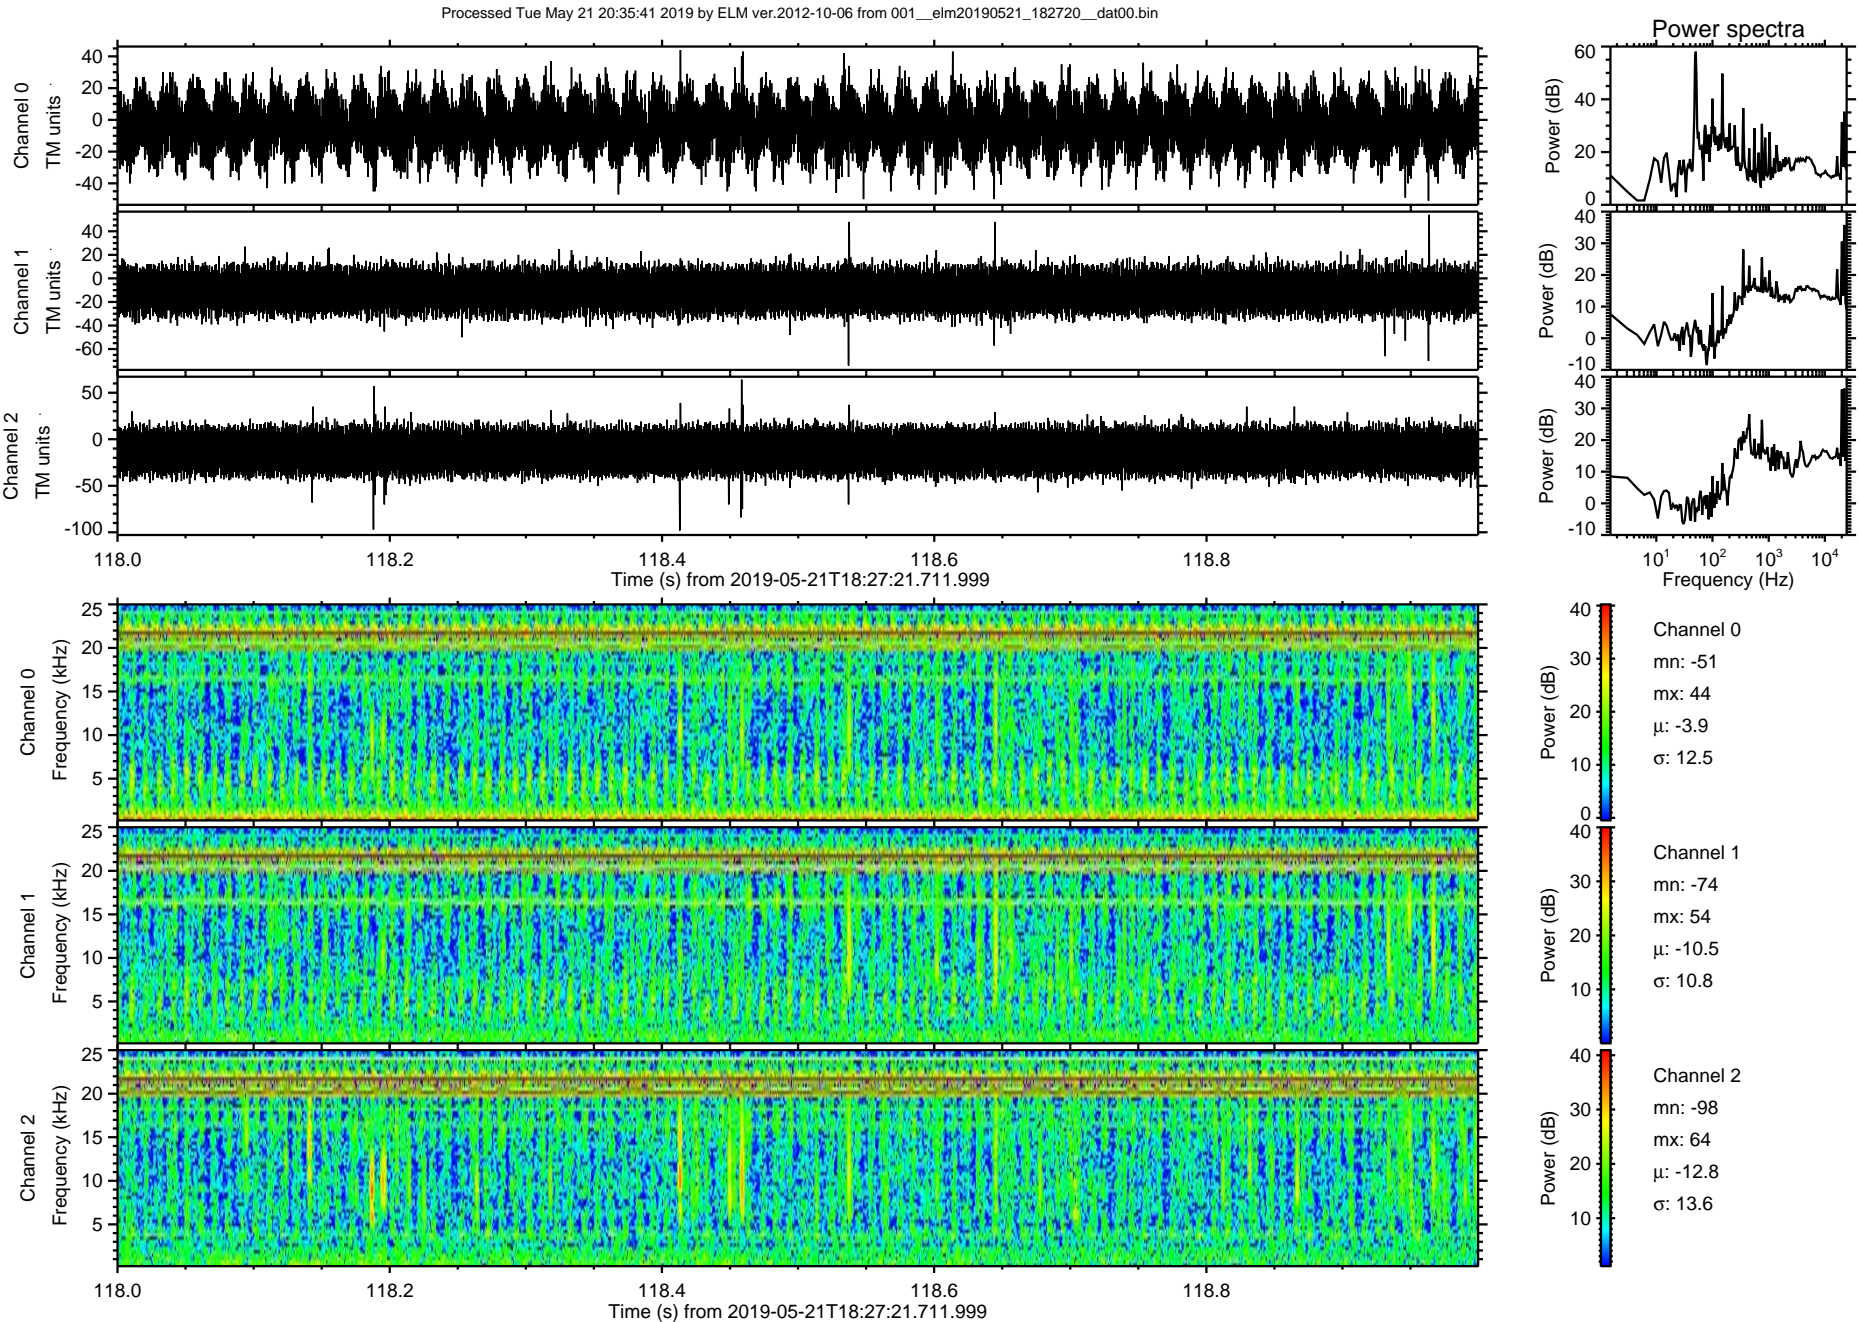 Processed Tue May 21 20:35:41 2019 by ELM ver.2012-10-06 from 001__elm20190521_182720__dat00.bin
Power spectra
Channel 0
TM units
40
20
0
-20
-40
Power (dB)
60
40
20
0
Channel 1
TM units
40
20
0
-20
-40
-60
Power (dB)
40
30
20
10
0
-10
Channel 2
TM units
50
0
-50
-100
Power (dB)
40
30
20
10
0
-10
118.0 118.2 118.4 118.6 118.8
Time (s) from 2019-05-21T18:27:21.711.999
10¹ 10² 10³ 10⁴
Frequency (Hz)
Channel 0
Frequency (kHz)
25
20
15
10
5
Power (dB)
40
30
20
10
0
Channel 0
mn: -51
mx: 44
μ: -3.9
σ: 12.5
Channel 1
Frequency (kHz)
25
20
15
10
5
Power (dB)
40
30
20
10
Channel 1
mn: -74
mx: 54
μ: -10.5
σ: 10.8
Channel 2
Frequency (kHz)
25
20
15
10
5
Power (dB)
40
30
20
10
Channel 2
mn: -98
mx: 64
μ: -12.8
σ: 13.6
118.0 118.2 118.4 118.6 118.8
Time (s) from 2019-05-21T18:27:21.711.999